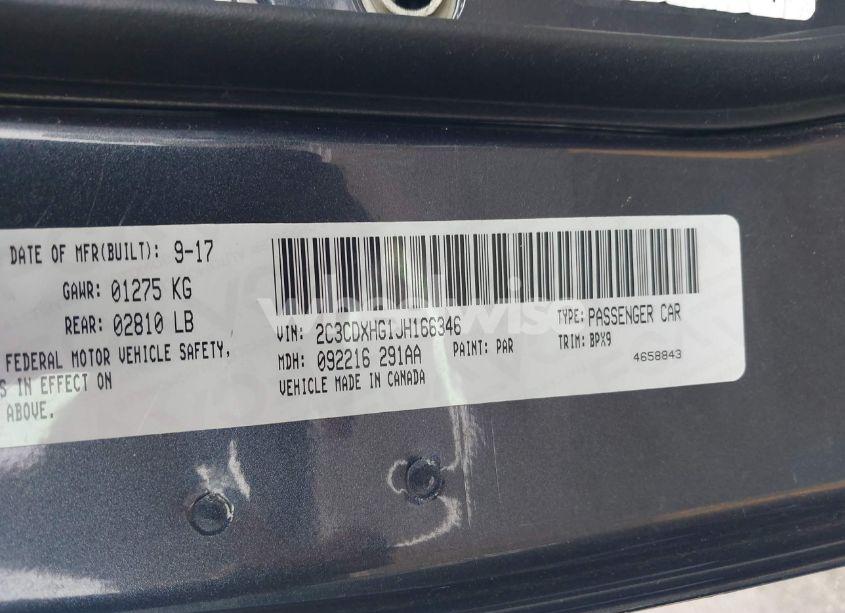 DATE OF MFR(BUILT): 9-17
GAWR: 01275 KG
REAR: 02810 LB
FEDERAL MOTOR VEHICLE SAFETY,
S IN EFFECT ON
ABOVE.
VIN: 2C3CDXHG1JH166346
TYPE: PASSENGER CAR
MDH: 092216 291AA
PAINT: PAR
TRIM: BPX9
VEHICLE MADE IN CANADA
4658843
wheelwise